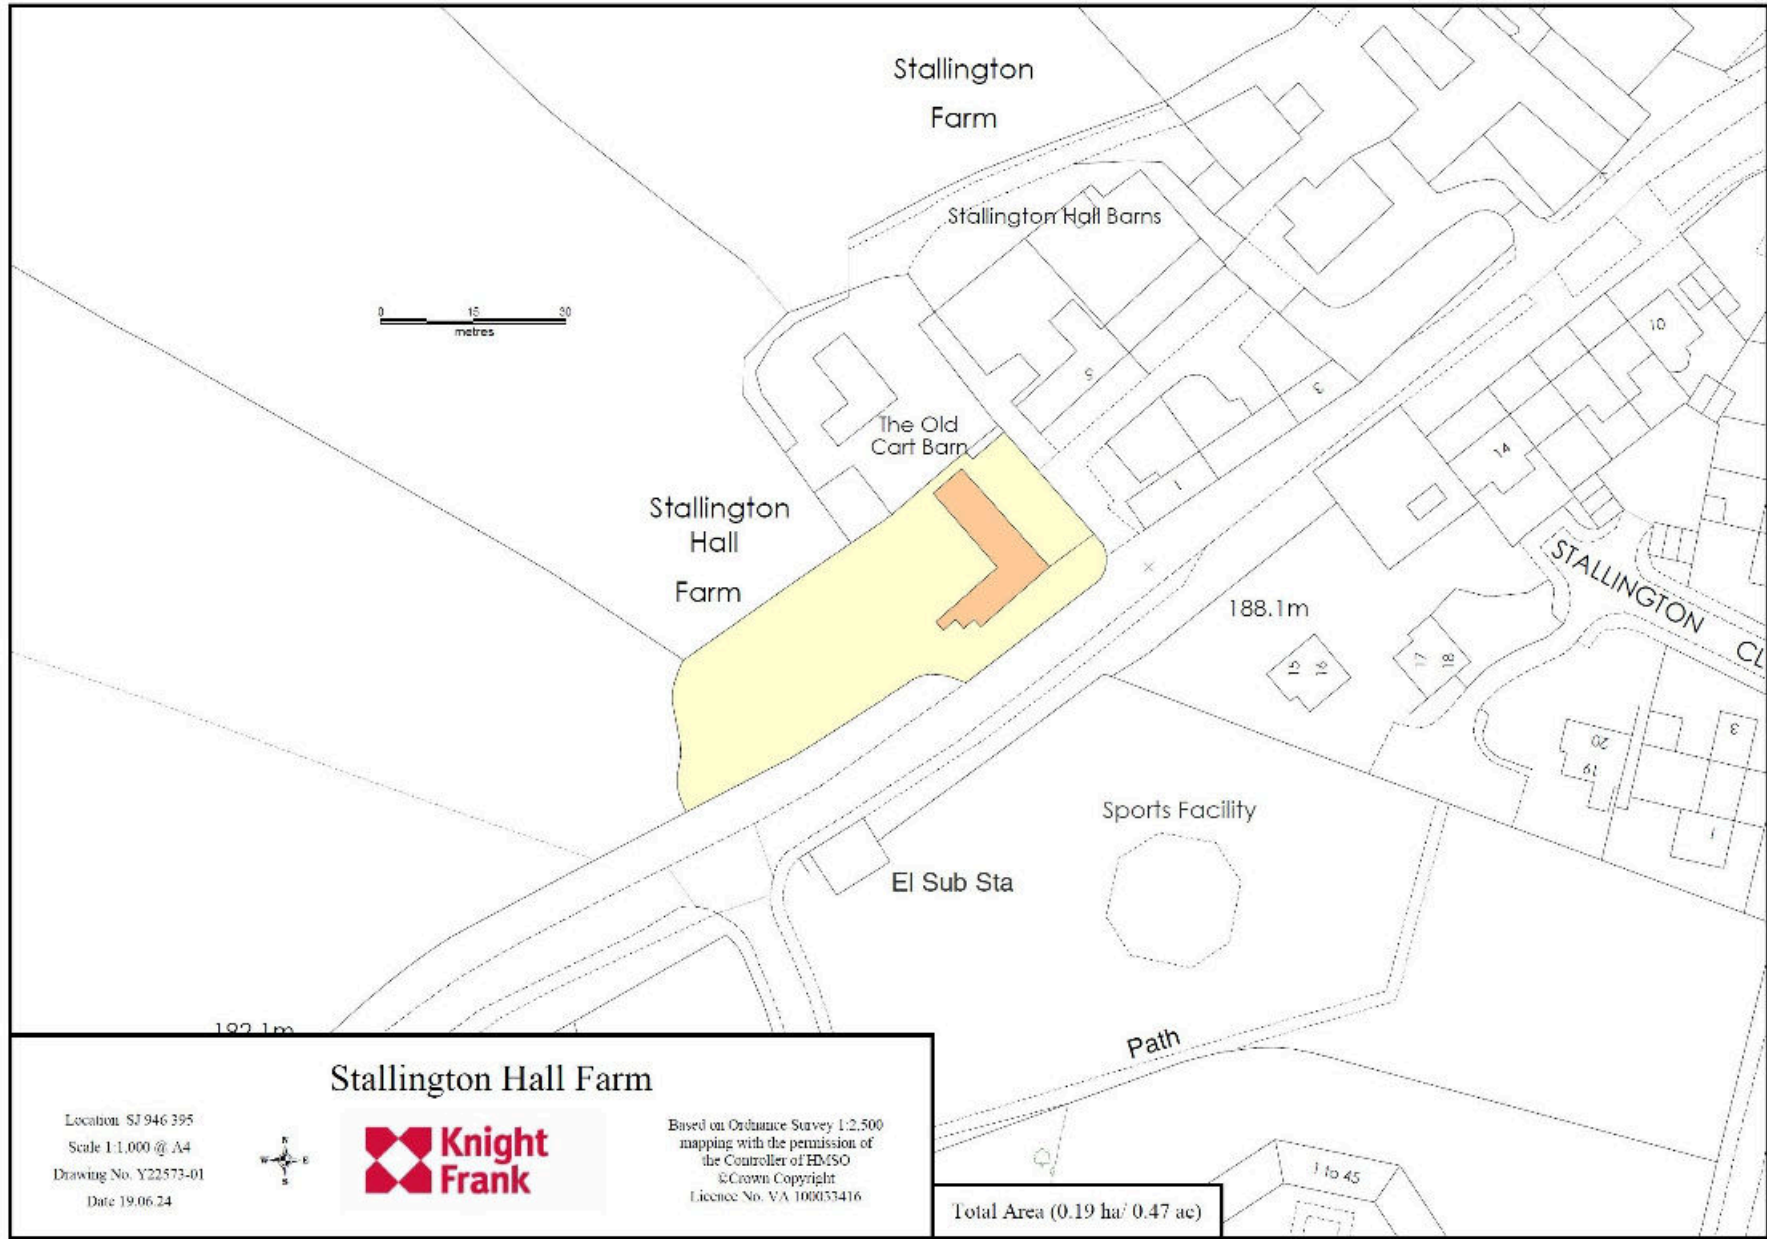 Stallington
Farm
Stallington Hall Barns
0 15 30
metres
10
5
3
The Old
Cart Barn
14
1
Stallington
Hall
Farm
STALLINGTON CL
188.1m
15
16
17
18
20
19
3
1
Sports Facility
El Sub Sta
192.1m
Path
1 to 45
Stallington Hall Farm
Location SJ 946 395
Scale 1:1,000 @ A4
Drawing No. Y22573-01
Date 19.06.24
N
W E
S
Knight
Frank
Based on Ordnance Survey 1:2,500
mapping with the permission of
the Controller of HMSO
©Crown Copyright
Licence No. VA 100033416
Total Area (0.19 ha/ 0.47 ac)